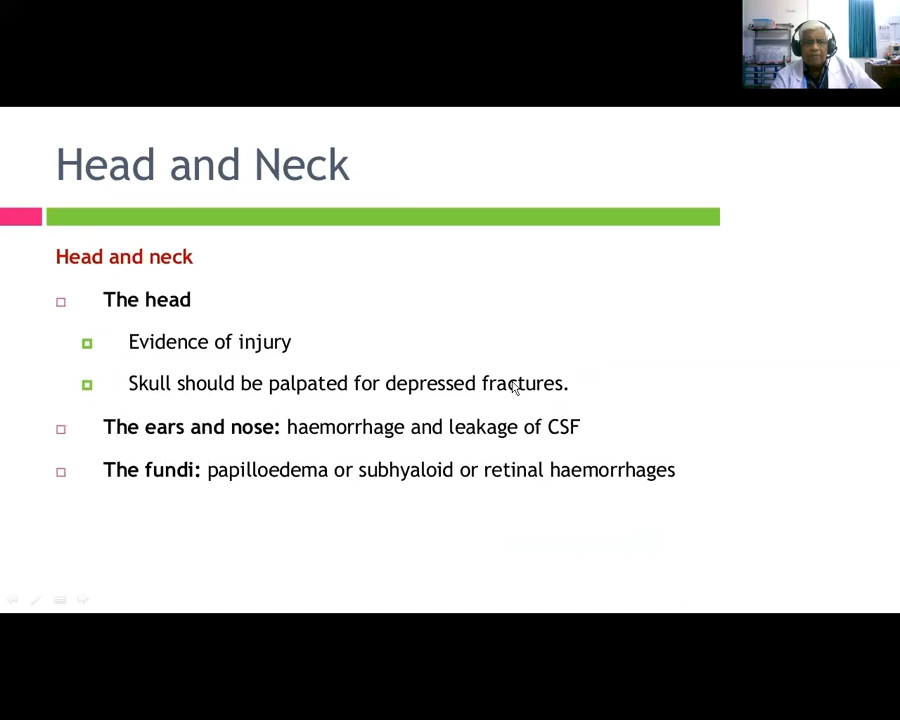 Head and Neck
Head and neck
The head
Evidence of injury
Skull should be palpated for depressed fractures.
The ears and nose: haemorrhage and leakage of CSF
The fundi: papilloedema or subhyaloid or retinal haemorrhages